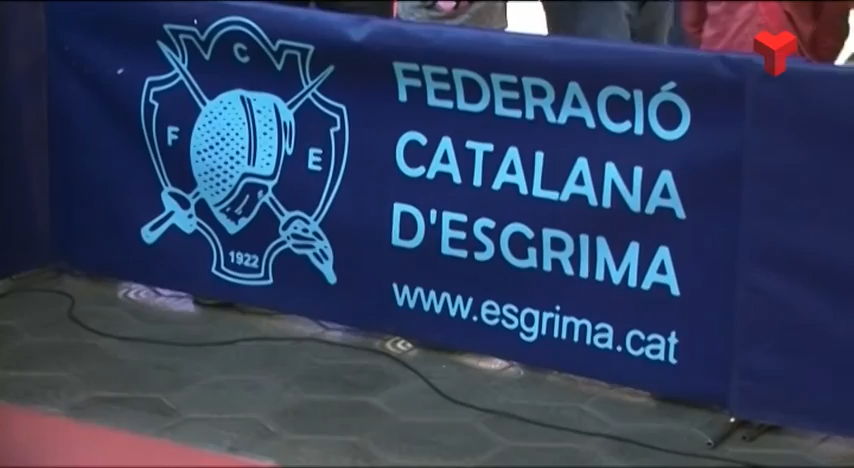 C
F
E
1922
FEDERACIÓ
CATALANA
D'ESGRIMA
www.esgrima.cat